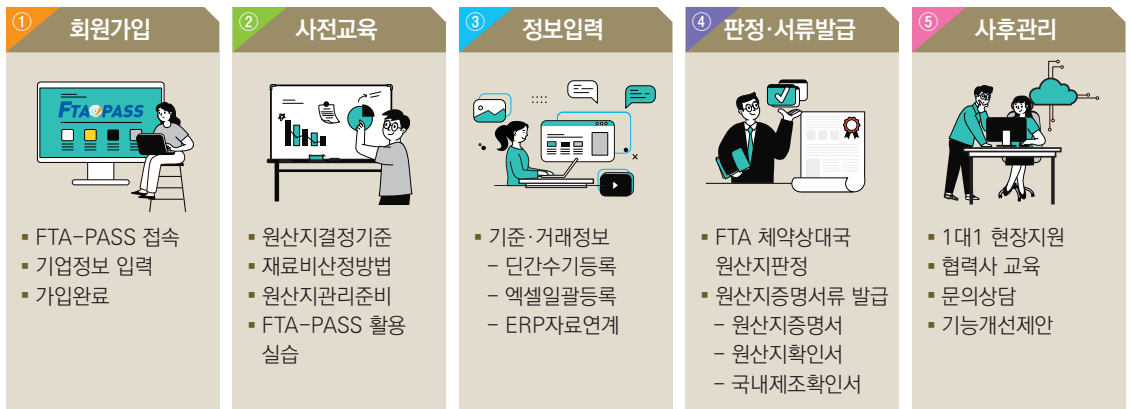 ① 회원가입
FTA PASS
▪ FTA-PASS 접속
▪ 기업정보 입력
▪ 가입완료
② 사전교육
▪ 원산지결정기준
▪ 재료비산정방법
▪ 원산지관리준비
▪ FTA-PASS 활용
실습
③ 정보입력
▪ 기준·거래정보
- 딘간수기등록
- 엑셀일괄등록
- ERP자료연계
④ 판정·서류발급
▪ FTA 체약상대국
원산지판정
▪ 원산지증명서류 발급
- 원산지증명서
- 원산지확인서
- 국내제조확인서
⑤ 사후관리
▪ 1대1 현장지원
▪ 협력사 교육
▪ 문의상담
▪ 기능개선제안